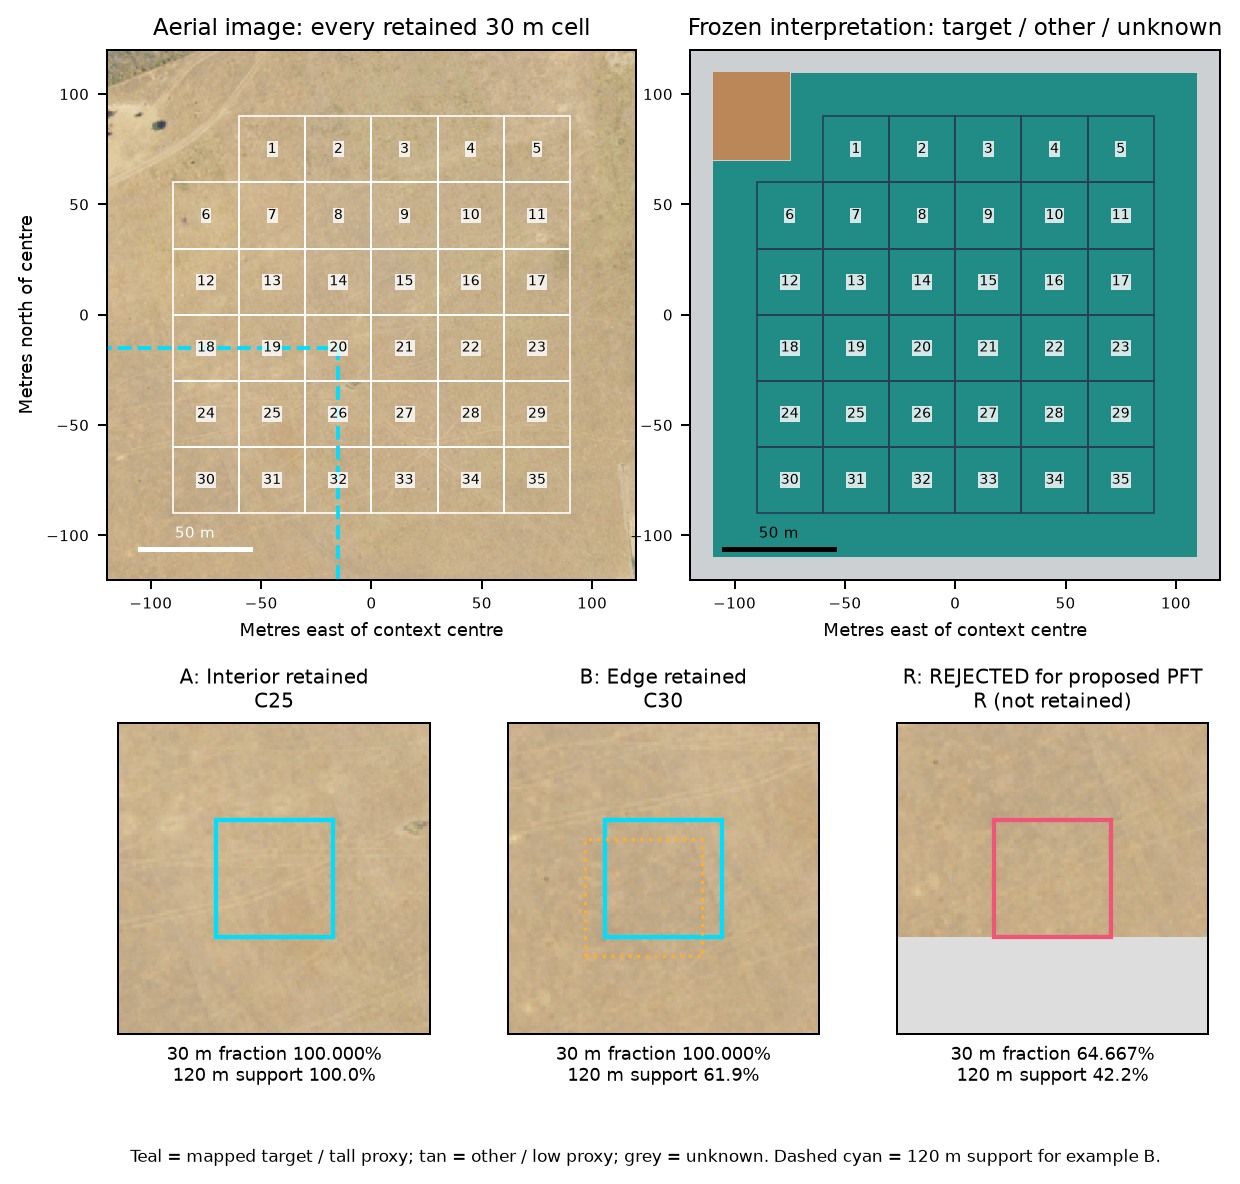 Aerial image: every retained 30 m cell
Frozen interpretation: target / other / unknown
Metres north of centre
100
50
0
−50
−100
1 2 3 4 5
6 7 8 9 10 11
12 13 14 15 16 17
18 19 20 21 22 23
24 25 26 27 28 29
30 31 32 33 34 35
50 m
−100 −50 0 50 100
Metres east of context centre
100
50
0
−50
−100
1 2 3 4 5
6 7 8 9 10 11
12 13 14 15 16 17
18 19 20 21 22 23
24 25 26 27 28 29
30 31 32 33 34 35
50 m
−100 −50 0 50 100
Metres east of context centre
A: Interior retained
C25
30 m fraction 100.000%
120 m support 100.0%
B: Edge retained
C30
30 m fraction 100.000%
120 m support 61.9%
R: REJECTED for proposed PFT
R (not retained)
30 m fraction 64.667%
120 m support 42.2%
Teal = mapped target / tall proxy; tan = other / low proxy; grey = unknown. Dashed cyan = 120 m support for example B.